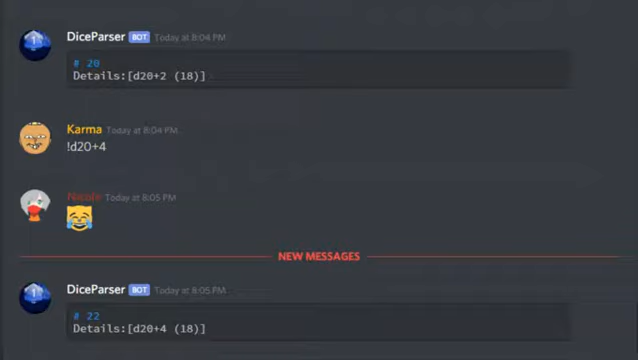 DiceParser BOT Today at 8:04 PM
# 20
Details:[d20+2 (18)]
Karma Today at 8:04 PM
!d20+4
Today at 8:05 PM
NEW MESSAGES
DiceParser BOT Today at 8:05 PM
# 22
Details:[d20+4 (18)]